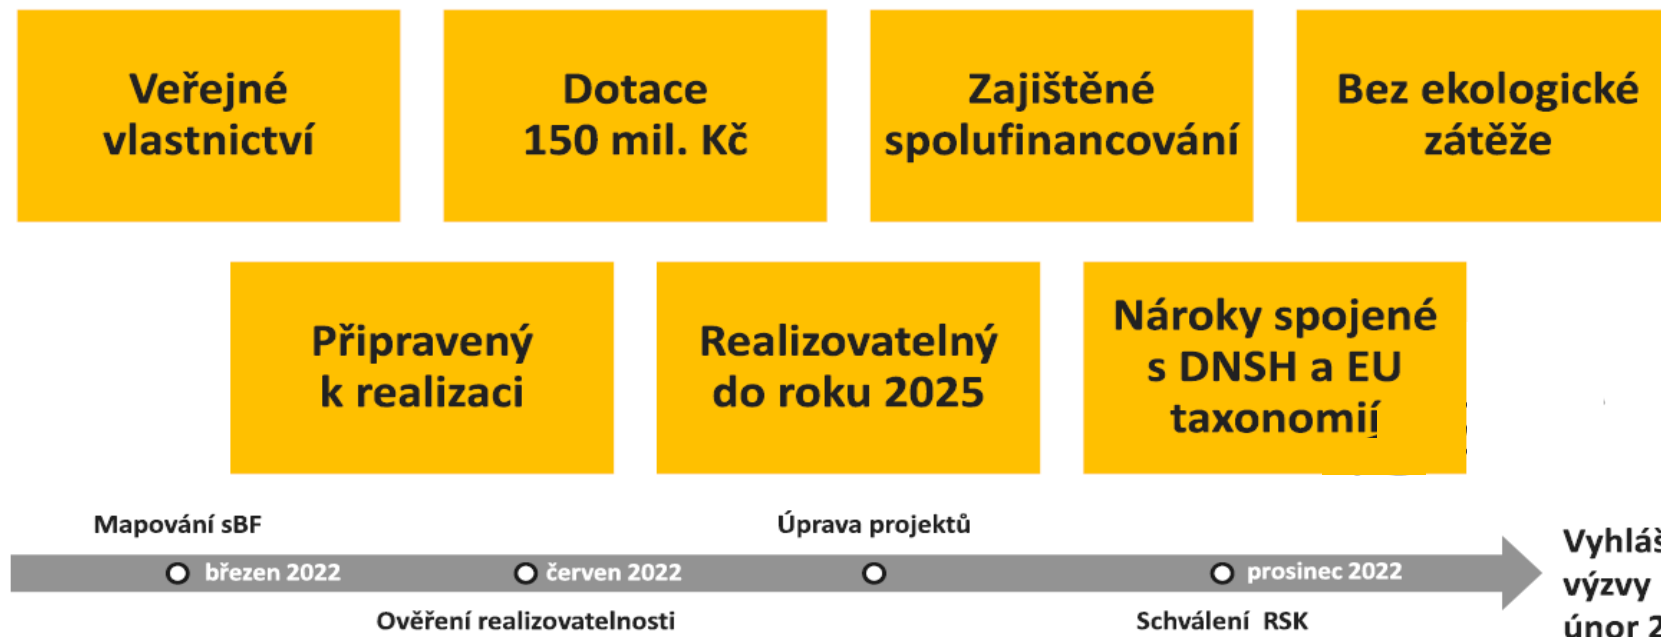 Veřejné
vlastnictví
Dotace
150 mil. Kč
Zajištěné
spolufinancování
Bez ekologické
zátěže
Připravený
k realizaci
Realizovatelný
do roku 2025
Nároky spojené
s DNSH a EU
taxonomií
Mapování sBF
Úprava projektů
březen 2022
červen 2022
prosinec 2022
Ověření realizovatelnosti
Schválení RSK
výzvy
únor